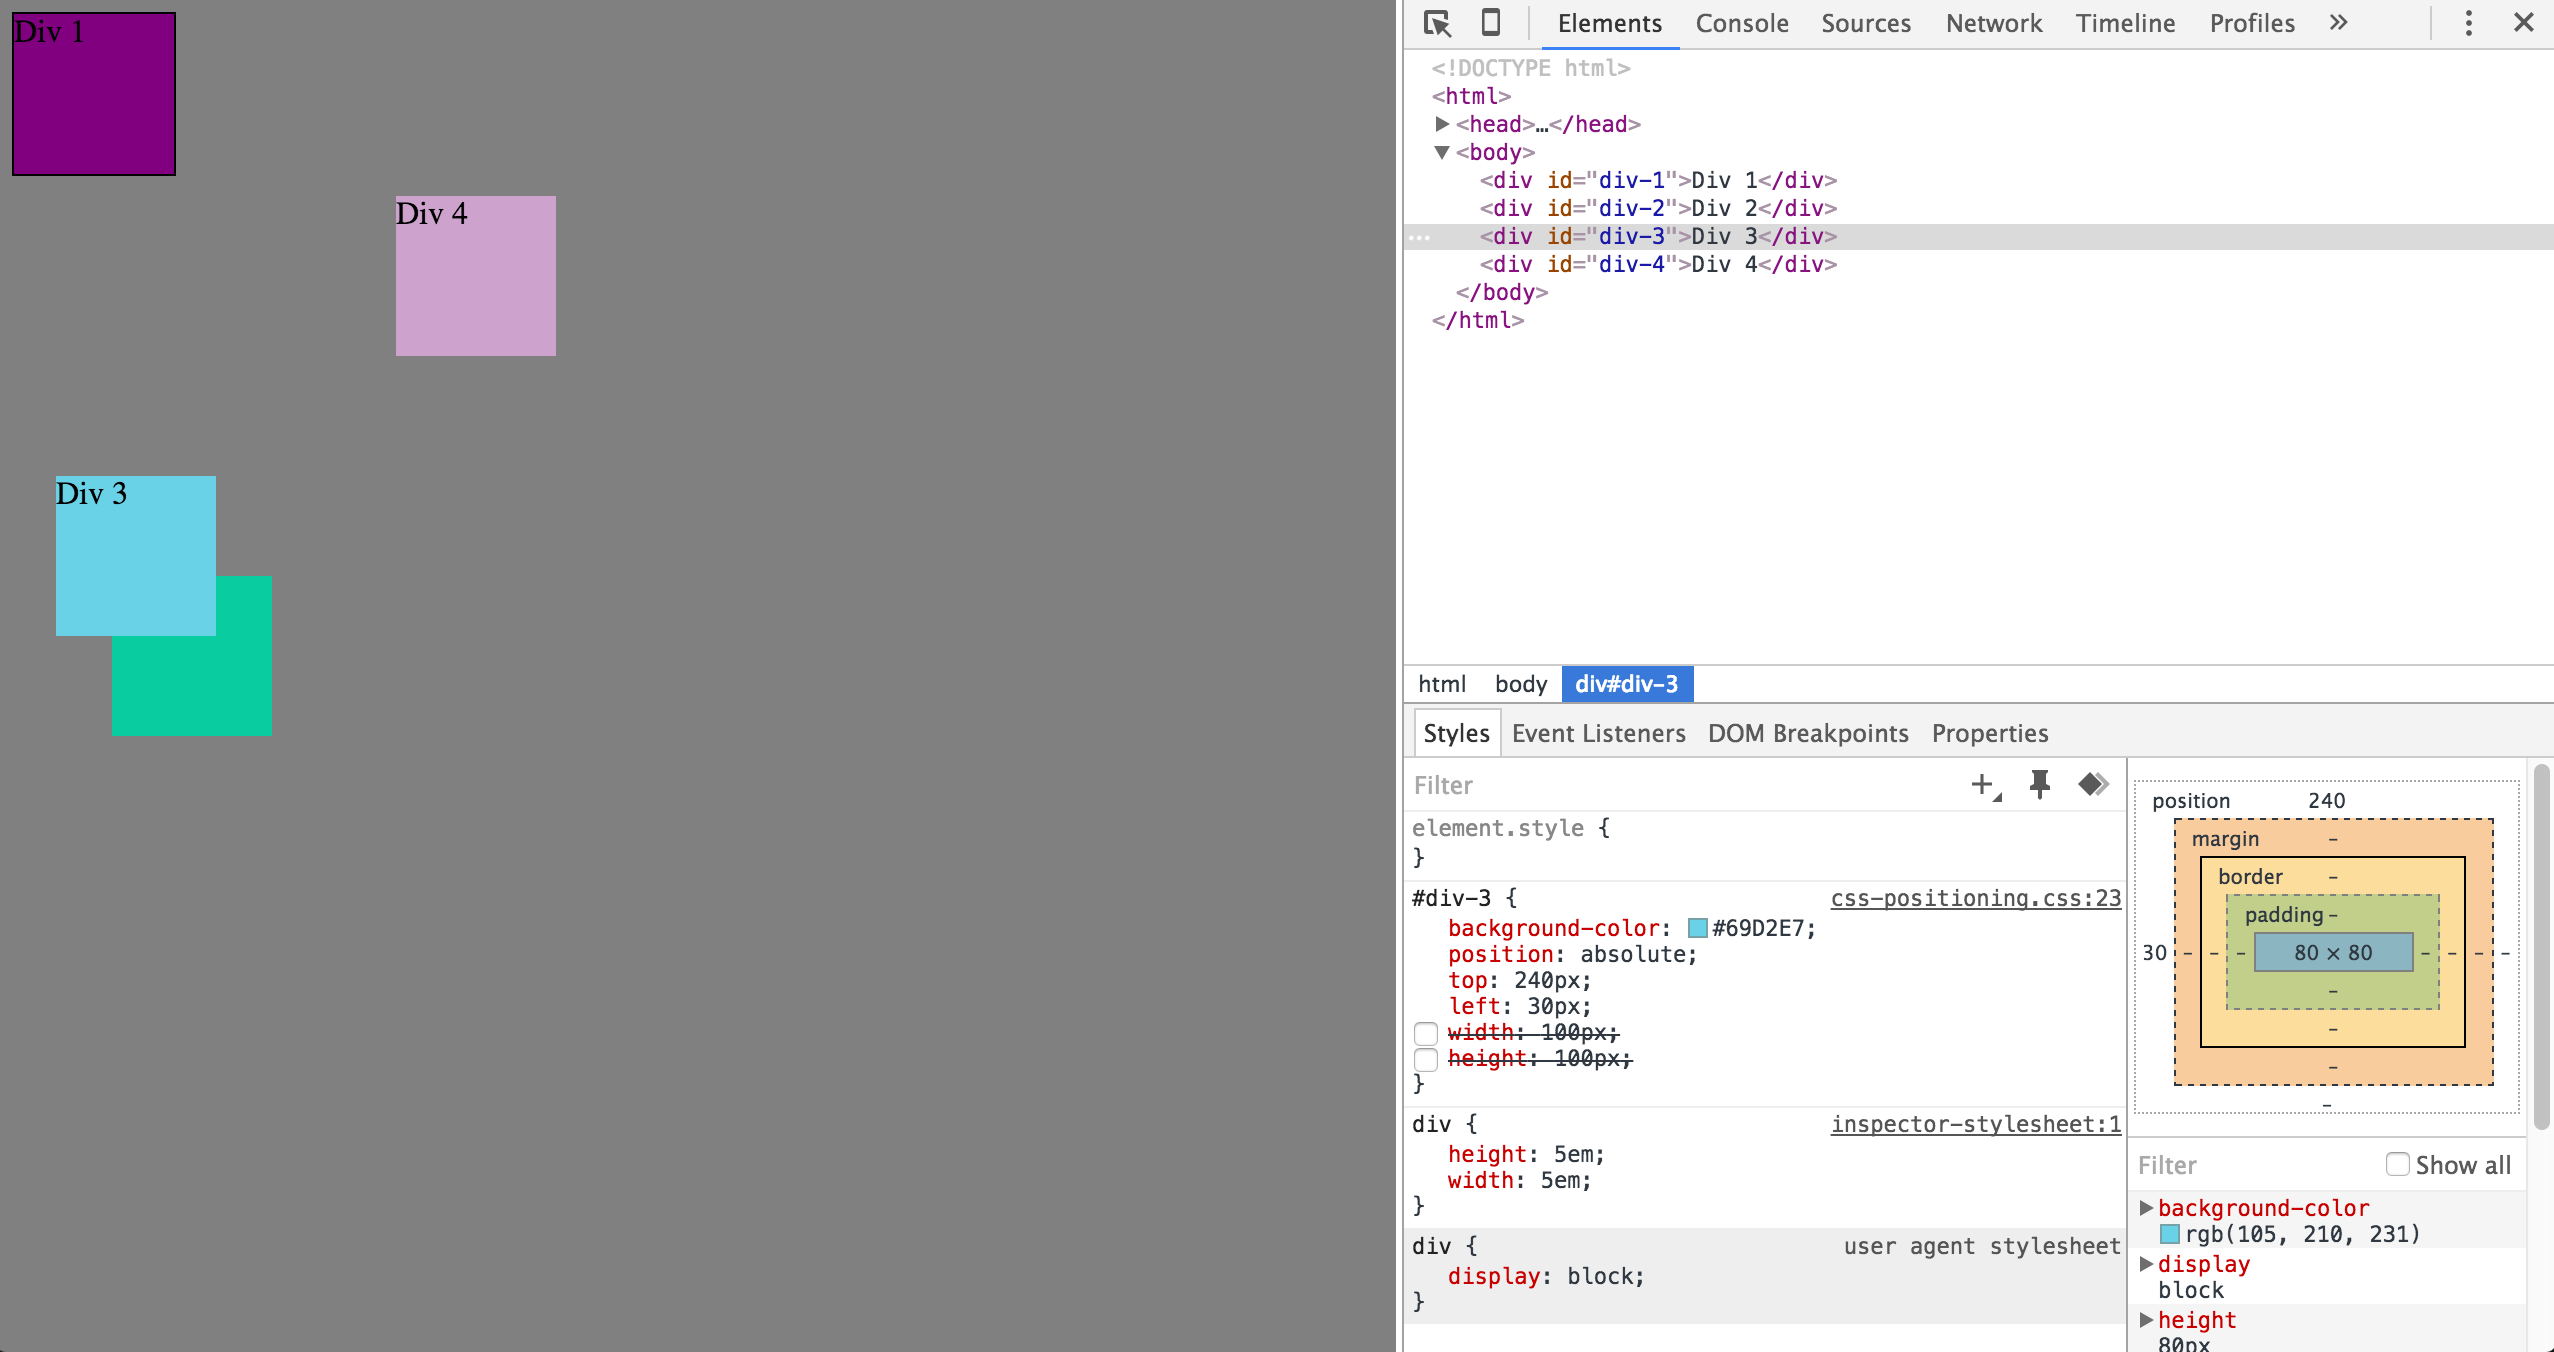 Div 1
Div 4
Div 3
Elements Console Sources Network Timeline Profiles »
<!DOCTYPE html>
<html>
<head>…</head>
<body>
<div id="div-1">Div 1</div>
<div id="div-2">Div 2</div>
<div id="div-3">Div 3</div>
<div id="div-4">Div 4</div>
</body>
</html>
html body div#div-3
Styles Event Listeners DOM Breakpoints Properties
Filter
element.style {
}
#div-3 { css-positioning.css:23
background-color: #69D2E7;
position: absolute;
top: 240px;
left: 30px;
width: 100px;
height: 100px;
}
div { inspector-stylesheet:1
height: 5em;
width: 5em;
}
div { user agent stylesheet
display: block;
}
position 240
margin –
border –
padding –
30 – – – 80 × 80 – – – –
–
–
–
–
Filter Show all
background-color
rgb(105, 210, 231)
display
block
height
80px